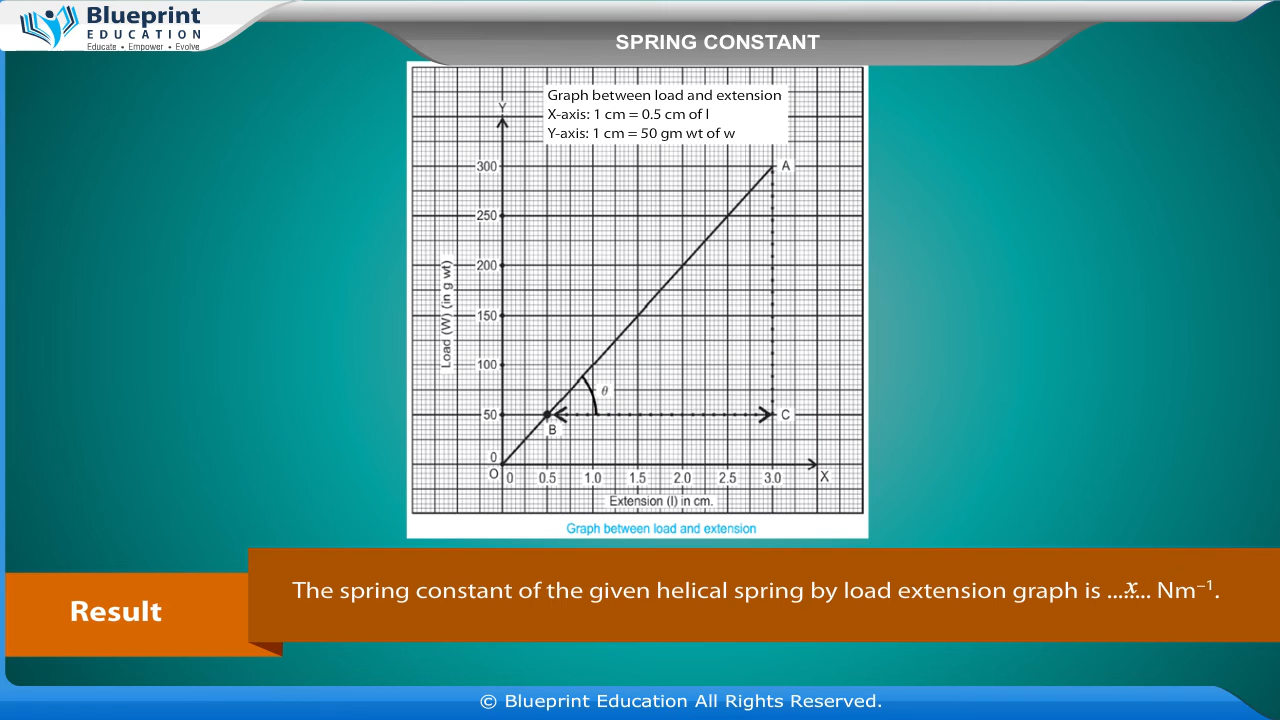 Blueprint
EDUCATION
Educate • Empower • Evolve
SPRING CONSTANT
Graph between load and extension
X-axis: 1 cm = 0.5 cm of l
Y-axis: 1 cm = 50 gm wt of w
Y
300
A
250
200
150
100
50
0
Load (W) (in g wt)
θ
B
C
O
0 0.5 1.0 1.5 2.0 2.5 3.0 X
Extension (l) in cm.
Graph between load and extension
Result
The spring constant of the given helical spring by load extension graph is ...x... Nm⁻¹.
© Blueprint Education All Rights Reserved.